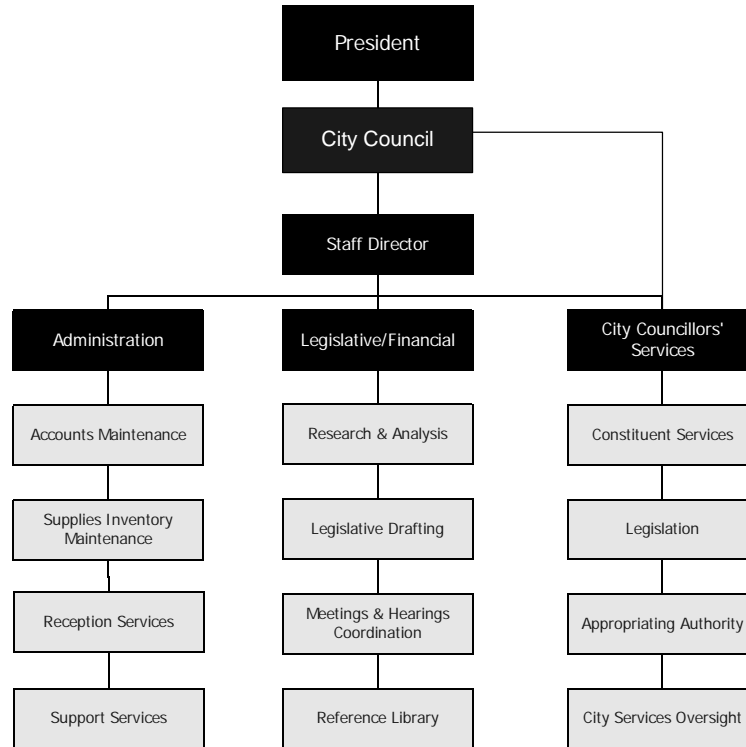 President
City Council
Staff Director
Administration
Legislative/Financial
City Councillors'
Services
Accounts Maintenance
Research & Analysis
Constituent Services
Supplies Inventory
Maintenance
Legislative Drafting
Legislation
Reception Services
Meetings & Hearings
Coordination
Appropriating Authority
Support Services
Reference Library
City Services Oversight